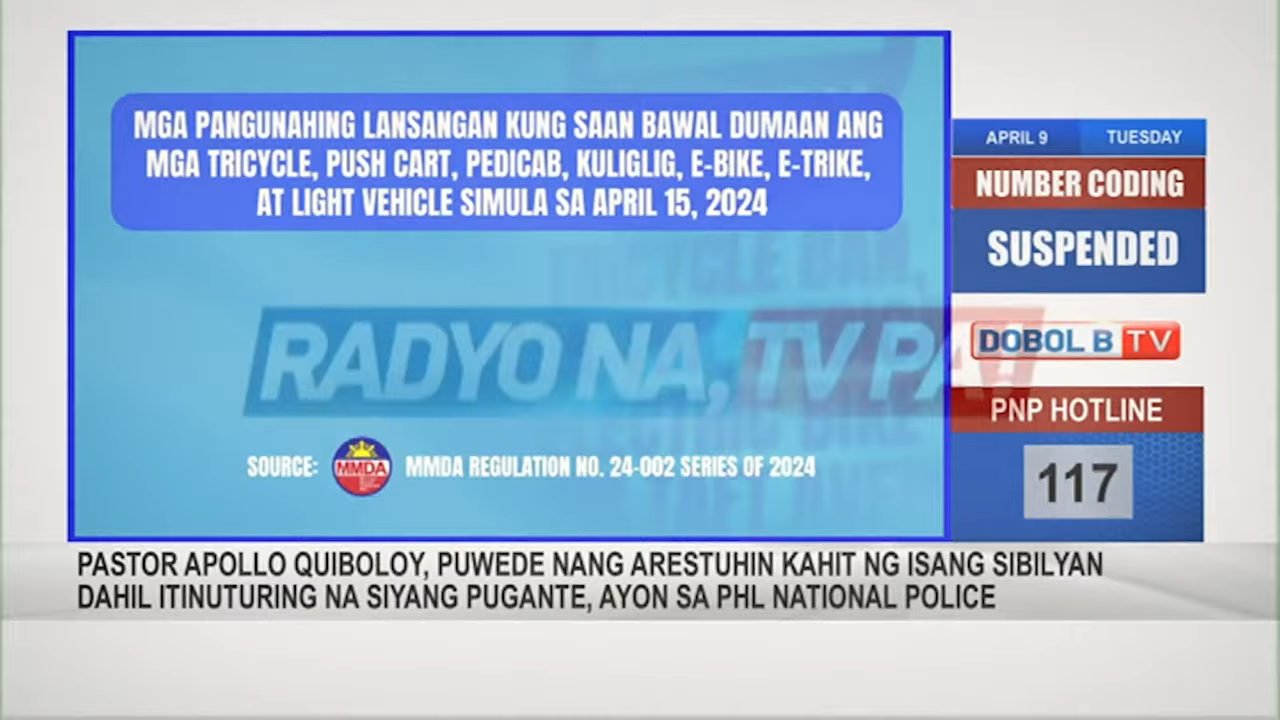 MGA PANGUNAHING LANSANGAN KUNG SAAN BAWAL DUMAAN ANG
MGA TRICYCLE, PUSH CART, PEDICAB, KULIGLIG, E-BIKE, E-TRIKE,
AT LIGHT VEHICLE SIMULA SA APRIL 15, 2024
RADYO NA, TV PA!!
SOURCE: MMDA MMDA REGULATION NO. 24-002 SERIES OF 2024
APRIL 9 TUESDAY
NUMBER CODING
SUSPENDED
DOBOL B TV
PNP HOTLINE
117
PASTOR APOLLO QUIBOLOY, PUWEDE NANG ARESTUHIN KAHIT NG ISANG SIBILYAN
DAHIL ITINUTURING NA SIYANG PUGANTE, AYON SA PHL NATIONAL POLICE